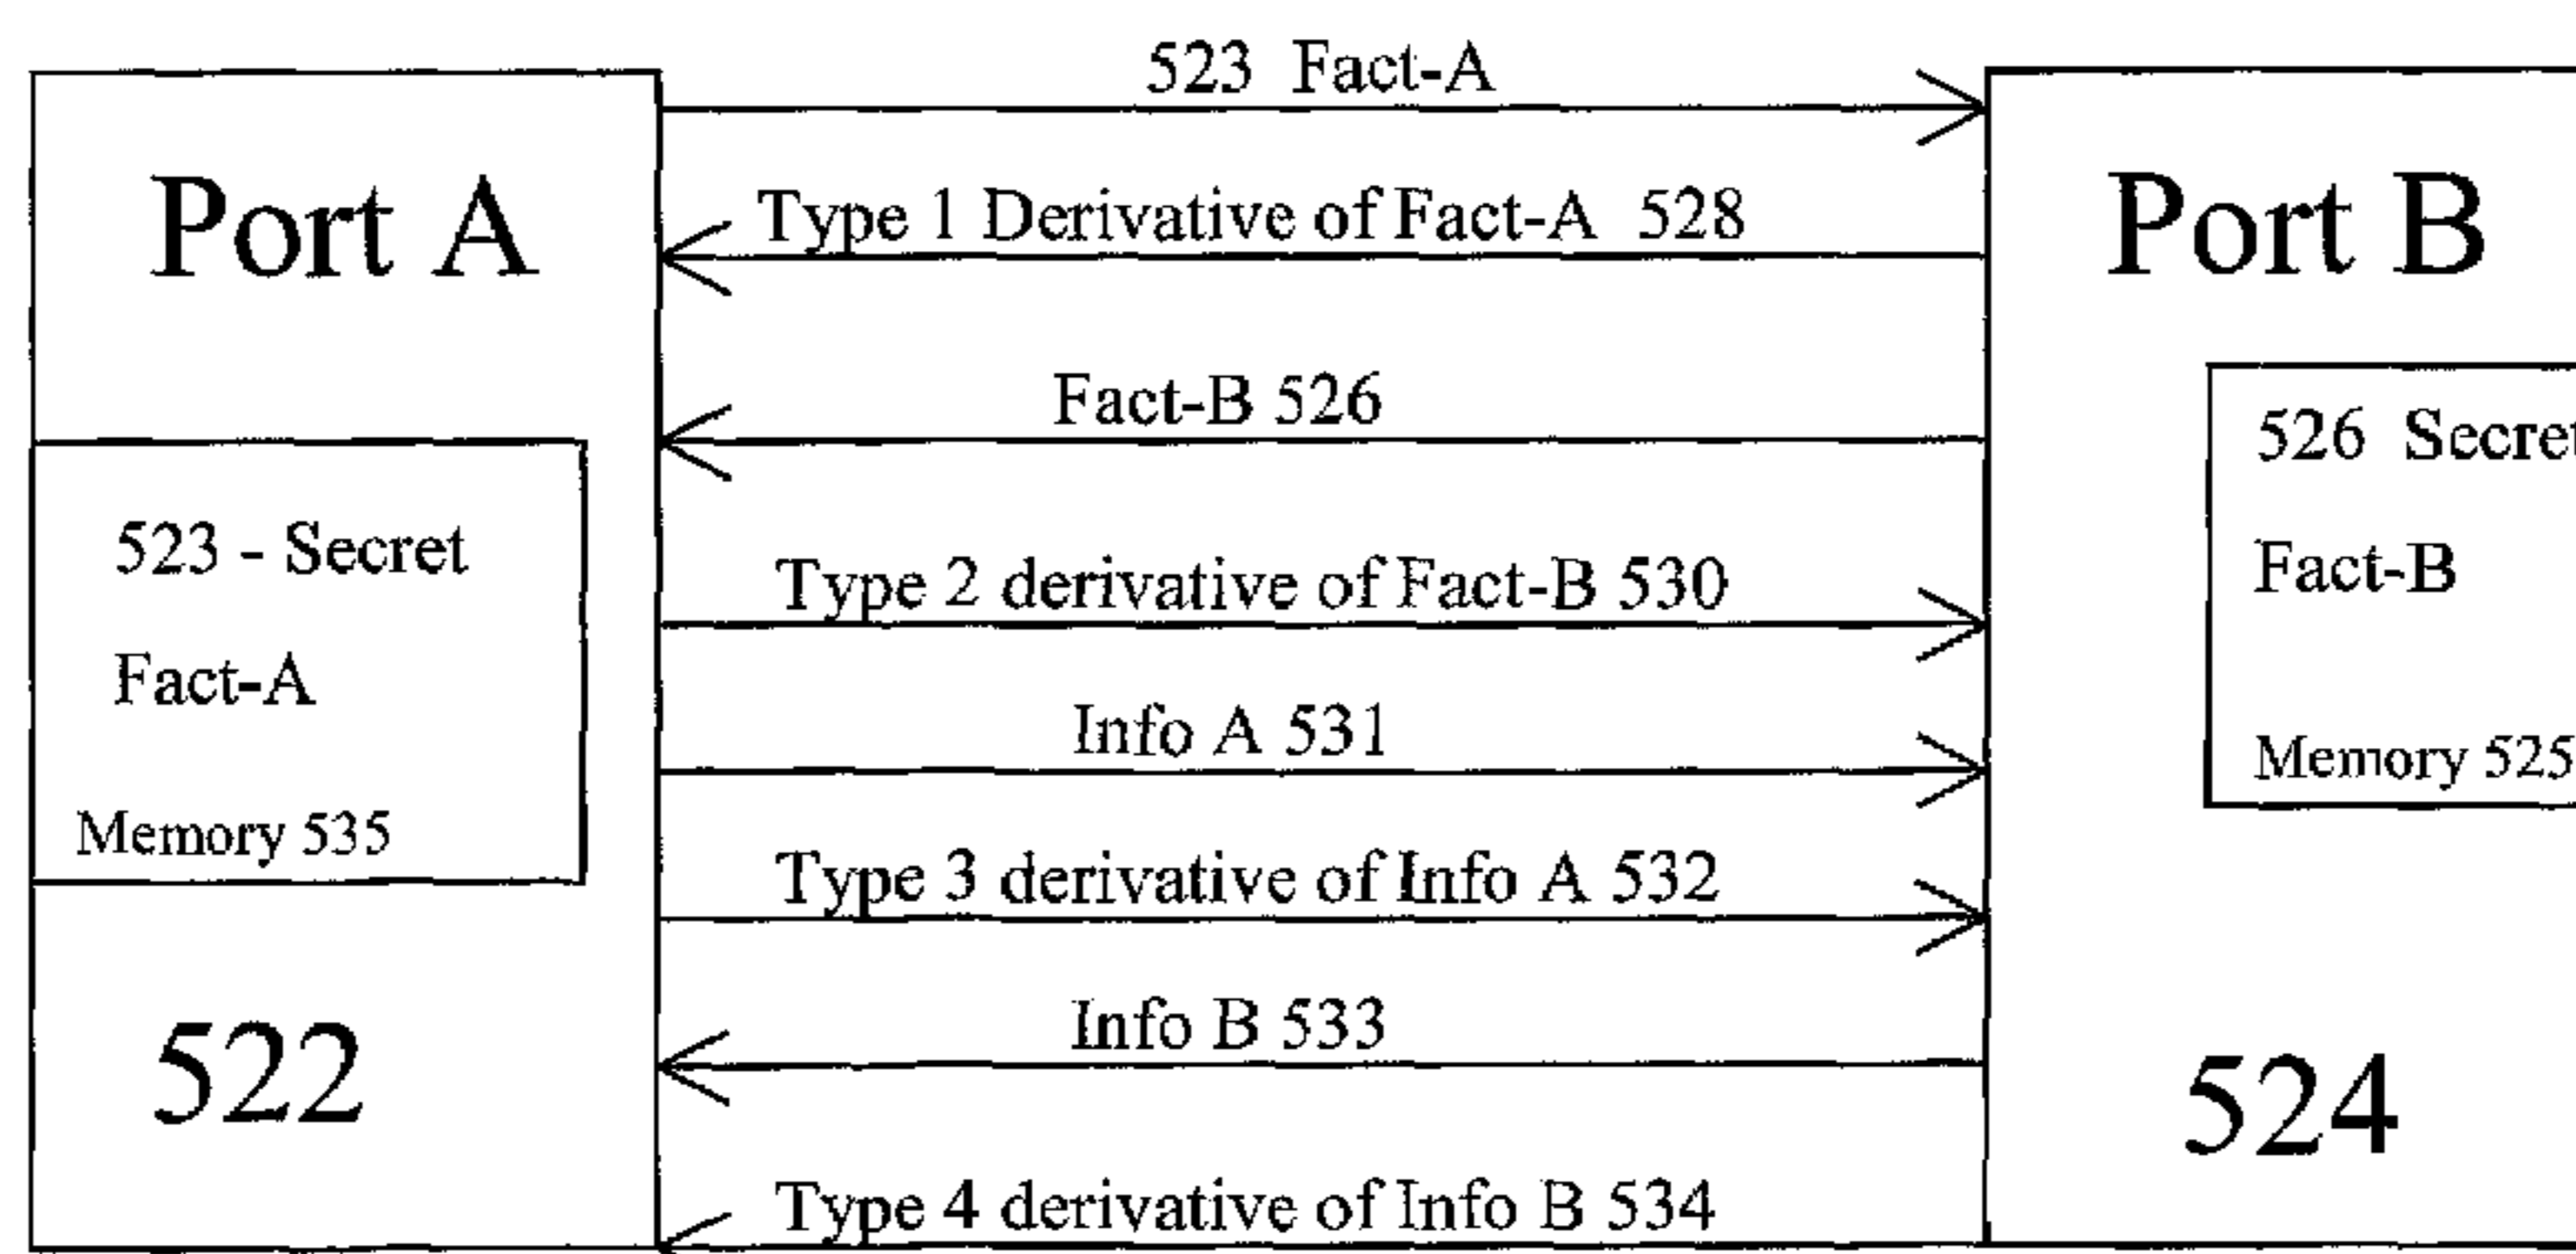 Port A
523 - Secret
Fact-A
Memory 535
522
523 Fact-A
Type 1 Derivative of Fact-A 528
Fact-B 526
Type 2 derivative of Fact-B 530
Info A 531
Type 3 derivative of Info A 532
Info B 533
Type 4 derivative of Info B 534
Port B
526 Secret
Fact-B
Memory 525
524